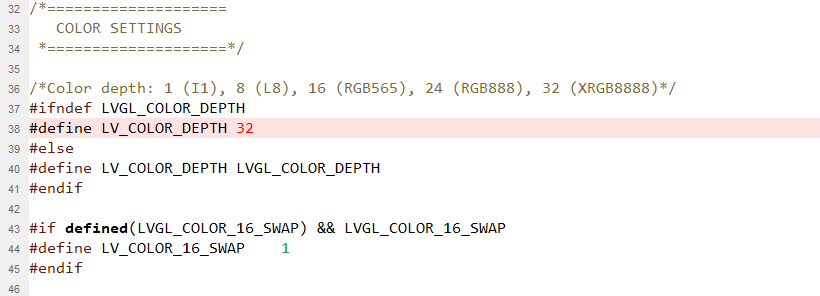 32 /*====================
33    COLOR SETTINGS
34  *====================*/
35
36 /*Color depth: 1 (I1), 8 (L8), 16 (RGB565), 24 (RGB888), 32 (XRGB8888)*/
37 #ifndef LVGL_COLOR_DEPTH
38 #define LV_COLOR_DEPTH 32
39 #else
40 #define LV_COLOR_DEPTH LVGL_COLOR_DEPTH
41 #endif
42
43 #if defined(LVGL_COLOR_16_SWAP) && LVGL_COLOR_16_SWAP
44 #define LV_COLOR_16_SWAP    1
45 #endif
46